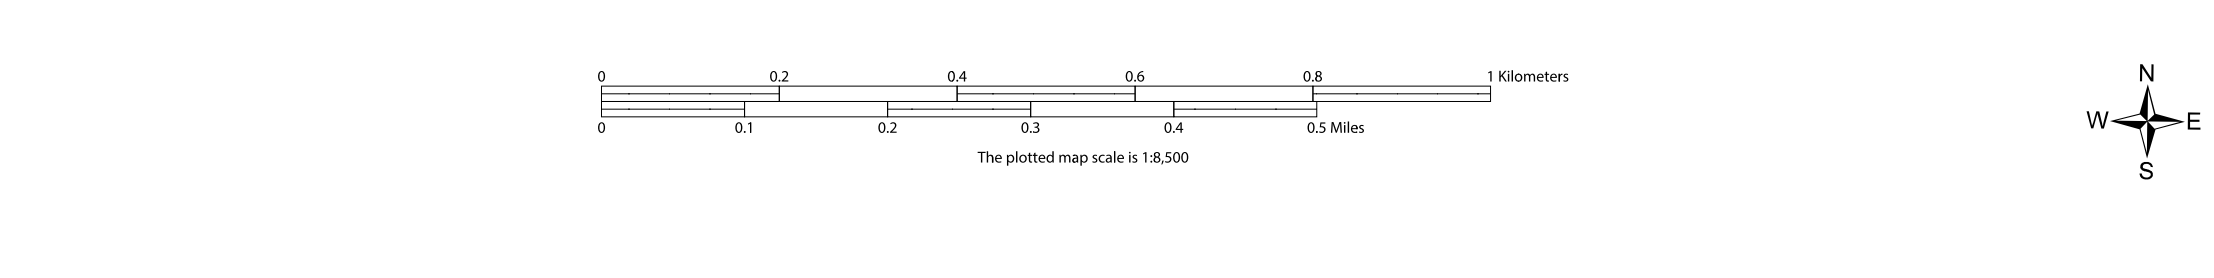 0 0.2 0.4 0.6 0.8 1 Kilometers
0 0.1 0.2 0.3 0.4 0.5 Miles
The plotted map scale is 1:8,500
N
W E
S